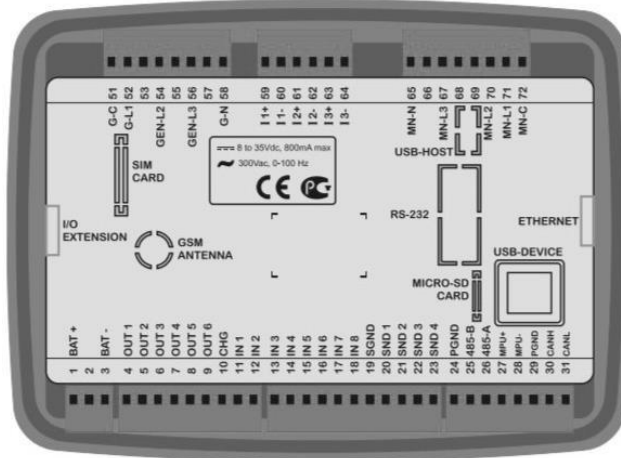 G-C 51
G-L1 52
53
GEN-L2 54
55
GEN-L3 56
57
G-N 58
I1+ 59
I1- 60
I2+ 61
I2- 62
I3+ 63
I3- 64
MN-N 65
66
MN-L3 67
68
69
MN-L2 70
MN-L1 71
MN-C 72
USB-HOST
8 to 35Vdc, 800mA max
300Vac, 0-100 Hz
CE
SIM
CARD
I/O
EXTENSION
GSM
ANTENNA
RS-232
ETHERNET
USB-DEVICE
MICRO-SD
CARD
1 BAT +
2
3 BAT -
4 OUT 1
5 OUT 2
6 OUT 3
7 OUT 4
8 OUT 5
9 OUT 6
10 CHG
11 IN 1
12 IN 2
13 IN 3
14 IN 4
15 IN 5
16 IN 6
17 IN 7
18 IN 8
19 SGND
20 SND 1
21 SND 2
22 SND 3
23 SND 4
24 PGND
25 485-B
26 485-A
27 MPU+
28 MPU-
29 PGND
30 CANH
31 CANL